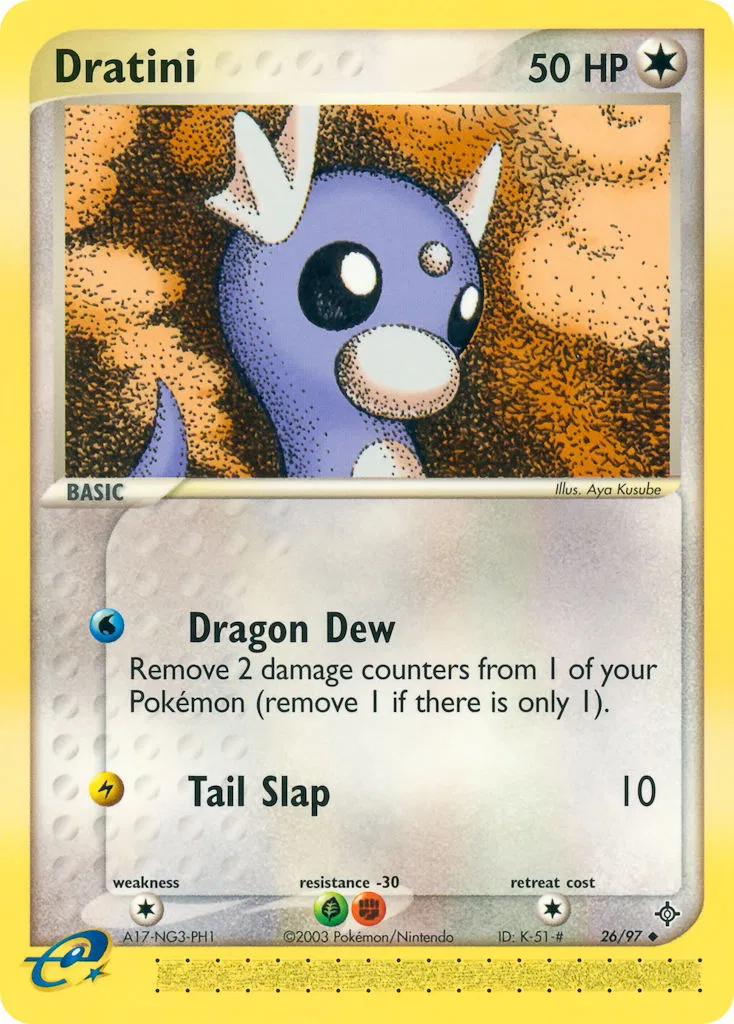 Dratini
50 HP
BASIC
Illus. Aya Kusube
Dragon Dew
Remove 2 damage counters from 1 of your
Pokémon (remove 1 if there is only 1).
Tail Slap 10
weakness resistance -30 retreat cost
A17-NG3-PH1 ©2003 Pokémon/Nintendo ID: K-51-# 26/97
e